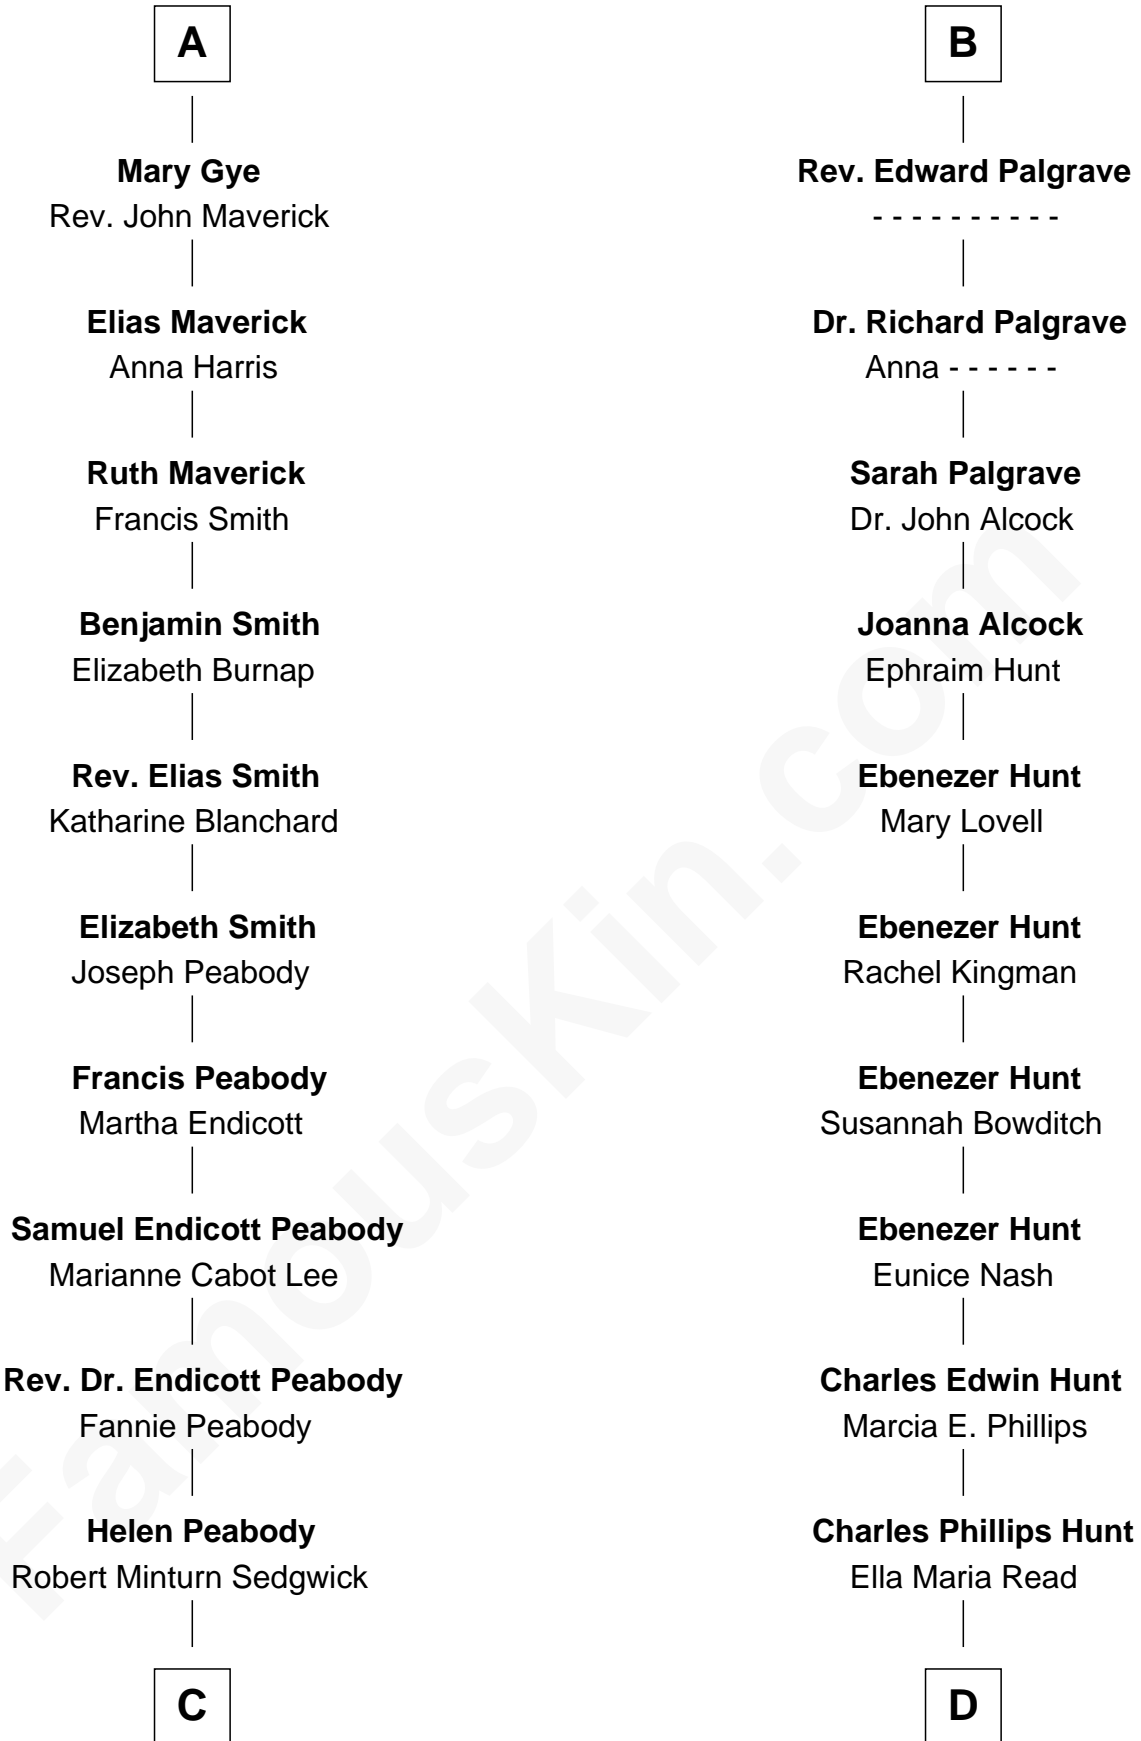 A
Mary Gye
Rev. John Maverick
Elias Maverick
Anna Harris
Ruth Maverick
Francis Smith
Benjamin Smith
Elizabeth Burnap
Rev. Elias Smith
Katharine Blanchard
Elizabeth Smith
Joseph Peabody
Francis Peabody
Martha Endicott
Samuel Endicott Peabody
Marianne Cabot Lee
Rev. Dr. Endicott Peabody
Fannie Peabody
Helen Peabody
Robert Minturn Sedgwick
C
B
Rev. Edward Palgrave
- - - - - - - - - -
Dr. Richard Palgrave
Anna - - - - - -
Sarah Palgrave
Dr. John Alcock
Joanna Alcock
Ephraim Hunt
Ebenezer Hunt
Mary Lovell
Ebenezer Hunt
Rachel Kingman
Ebenezer Hunt
Susannah Bowditch
Ebenezer Hunt
Eunice Nash
Charles Edwin Hunt
Marcia E. Phillips
Charles Phillips Hunt
Ella Maria Read
D
FamousKin.com